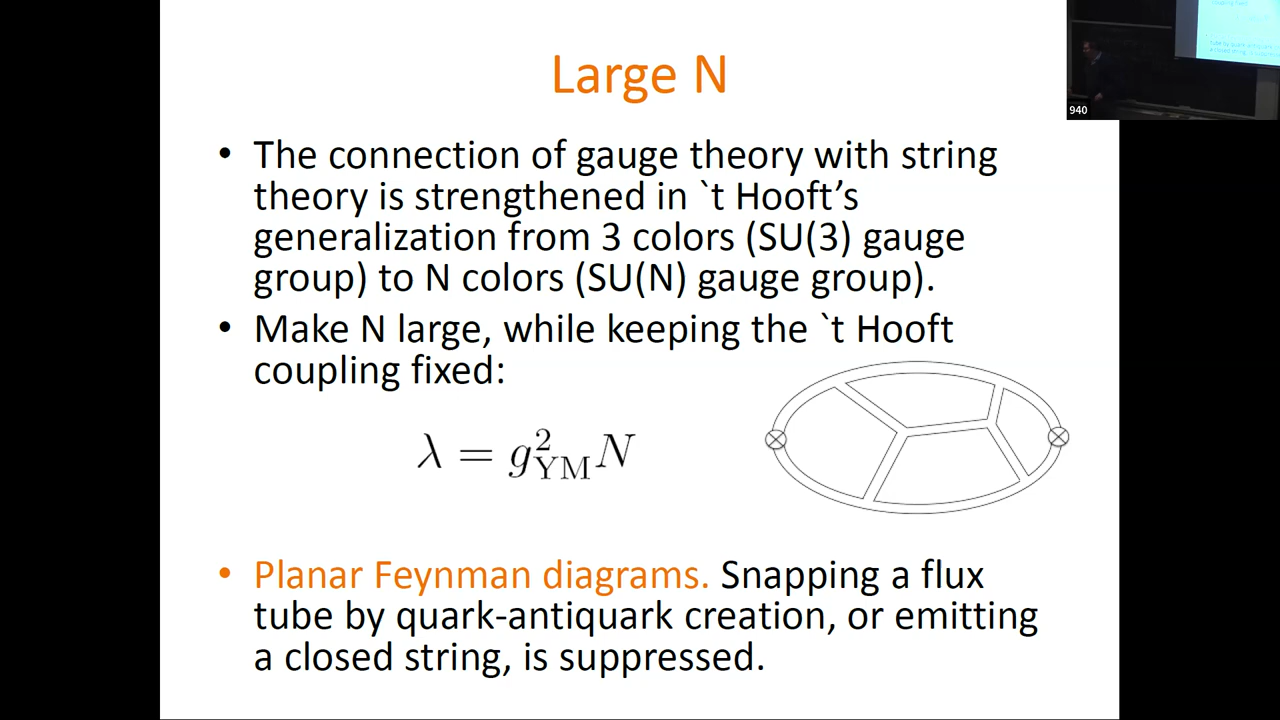 Large N
• The connection of gauge theory with string
theory is strengthened in `t Hooft’s
generalization from 3 colors (SU(3) gauge
group) to N colors (SU(N) gauge group).
• Make N large, while keeping the `t Hooft
coupling fixed:
λ = g²_YM N
• Planar Feynman diagrams. Snapping a flux
tube by quark-antiquark creation, or emitting
a closed string, is suppressed.
940